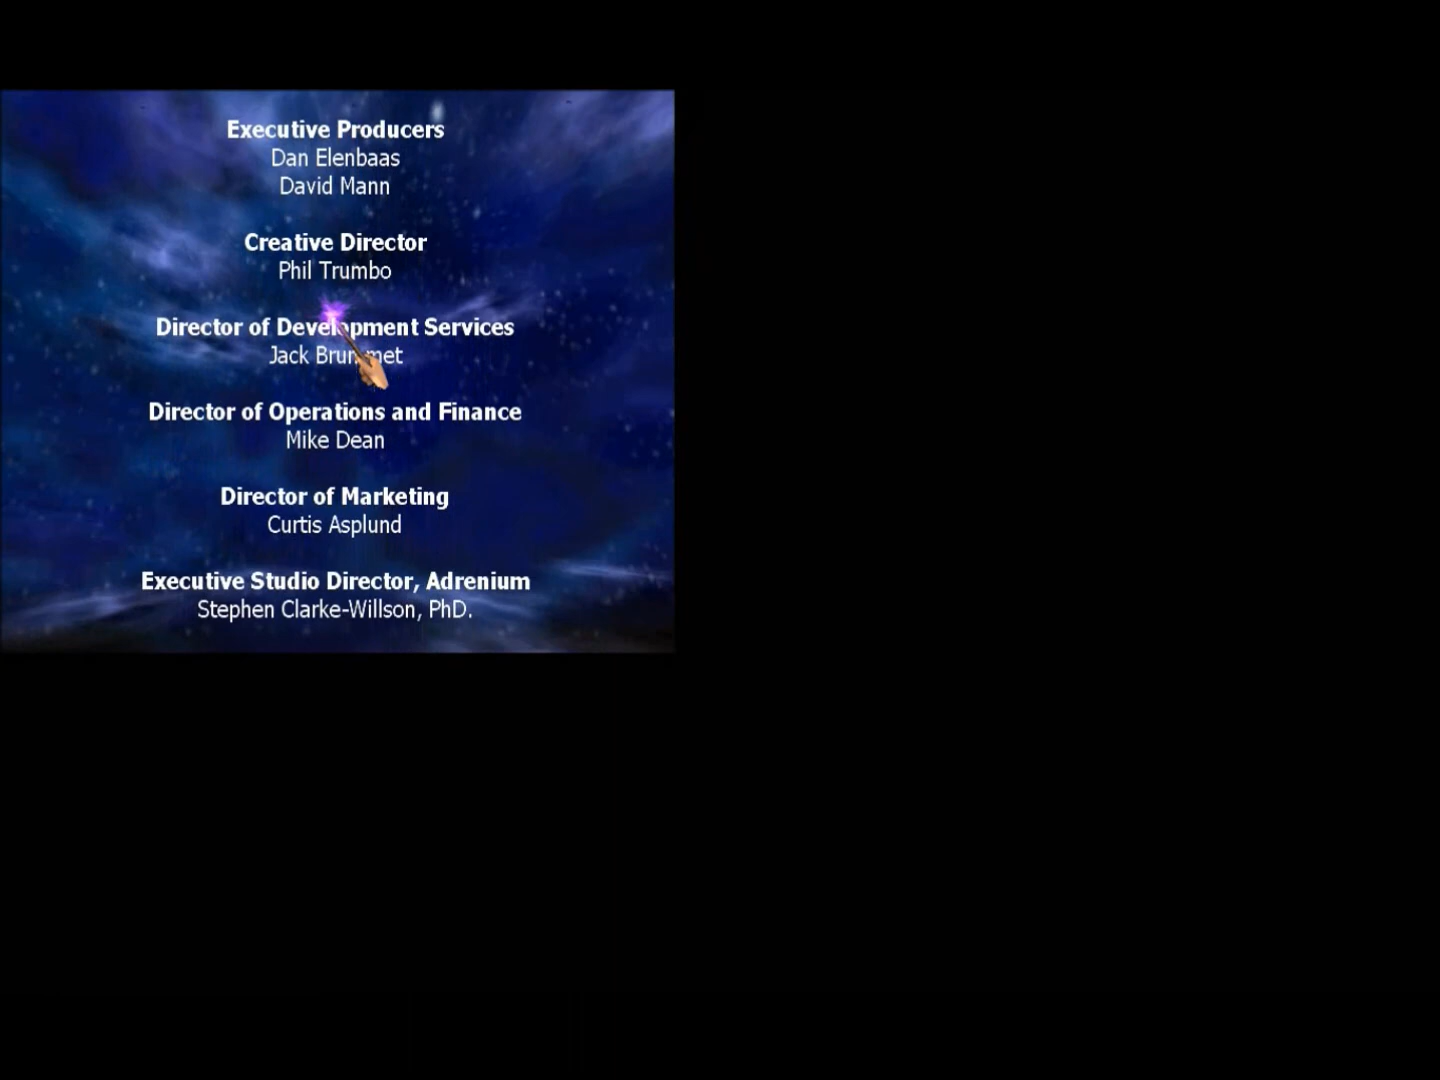 Executive Producers
Dan Elenbaas
David Mann
Creative Director
Phil Trumbo
Director of Development Services
Jack Brummet
Director of Operations and Finance
Mike Dean
Director of Marketing
Curtis Asplund
Executive Studio Director, Adrenium
Stephen Clarke-Willson, PhD.